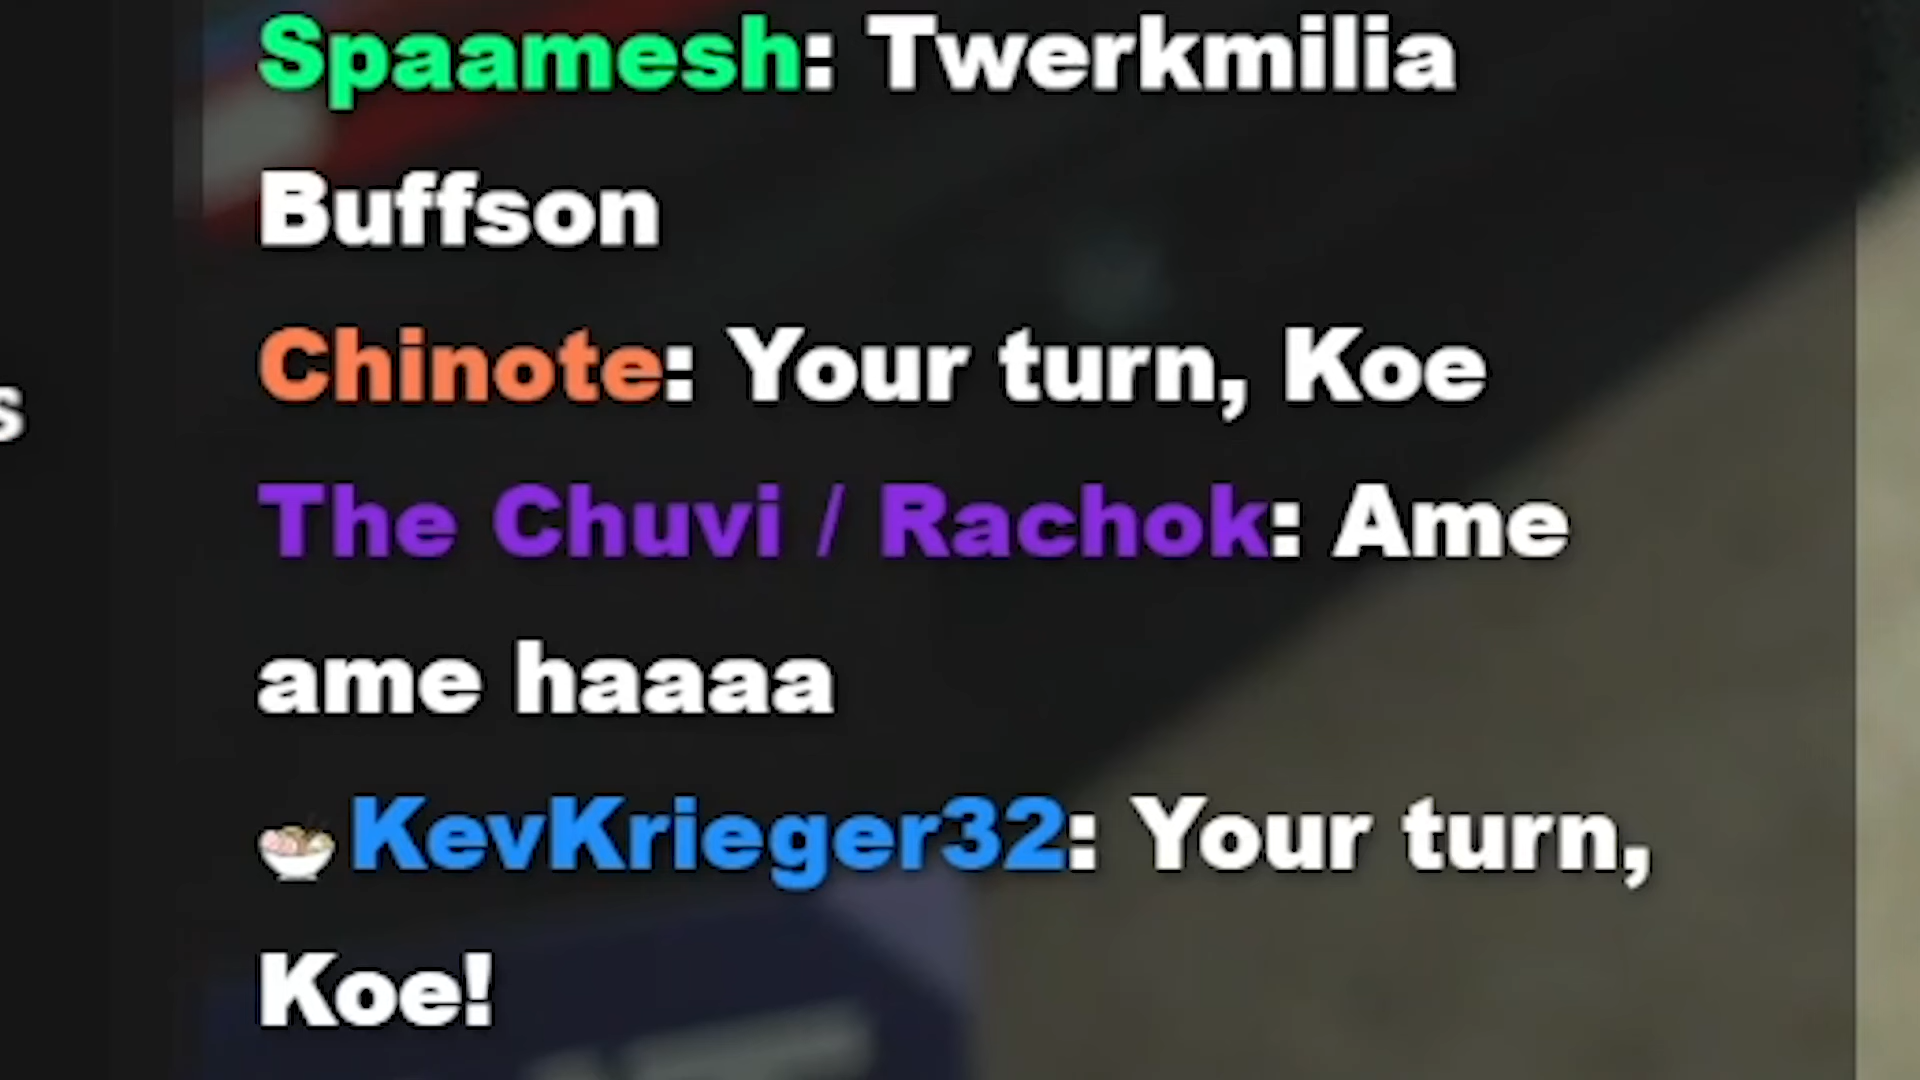 Spaamesh: Twerkmilia
Buffson
Chinote: Your turn, Koe
The Chuvi / Rachok: Ame
ame haaaa
KevKrieger32: Your turn,
Koe!